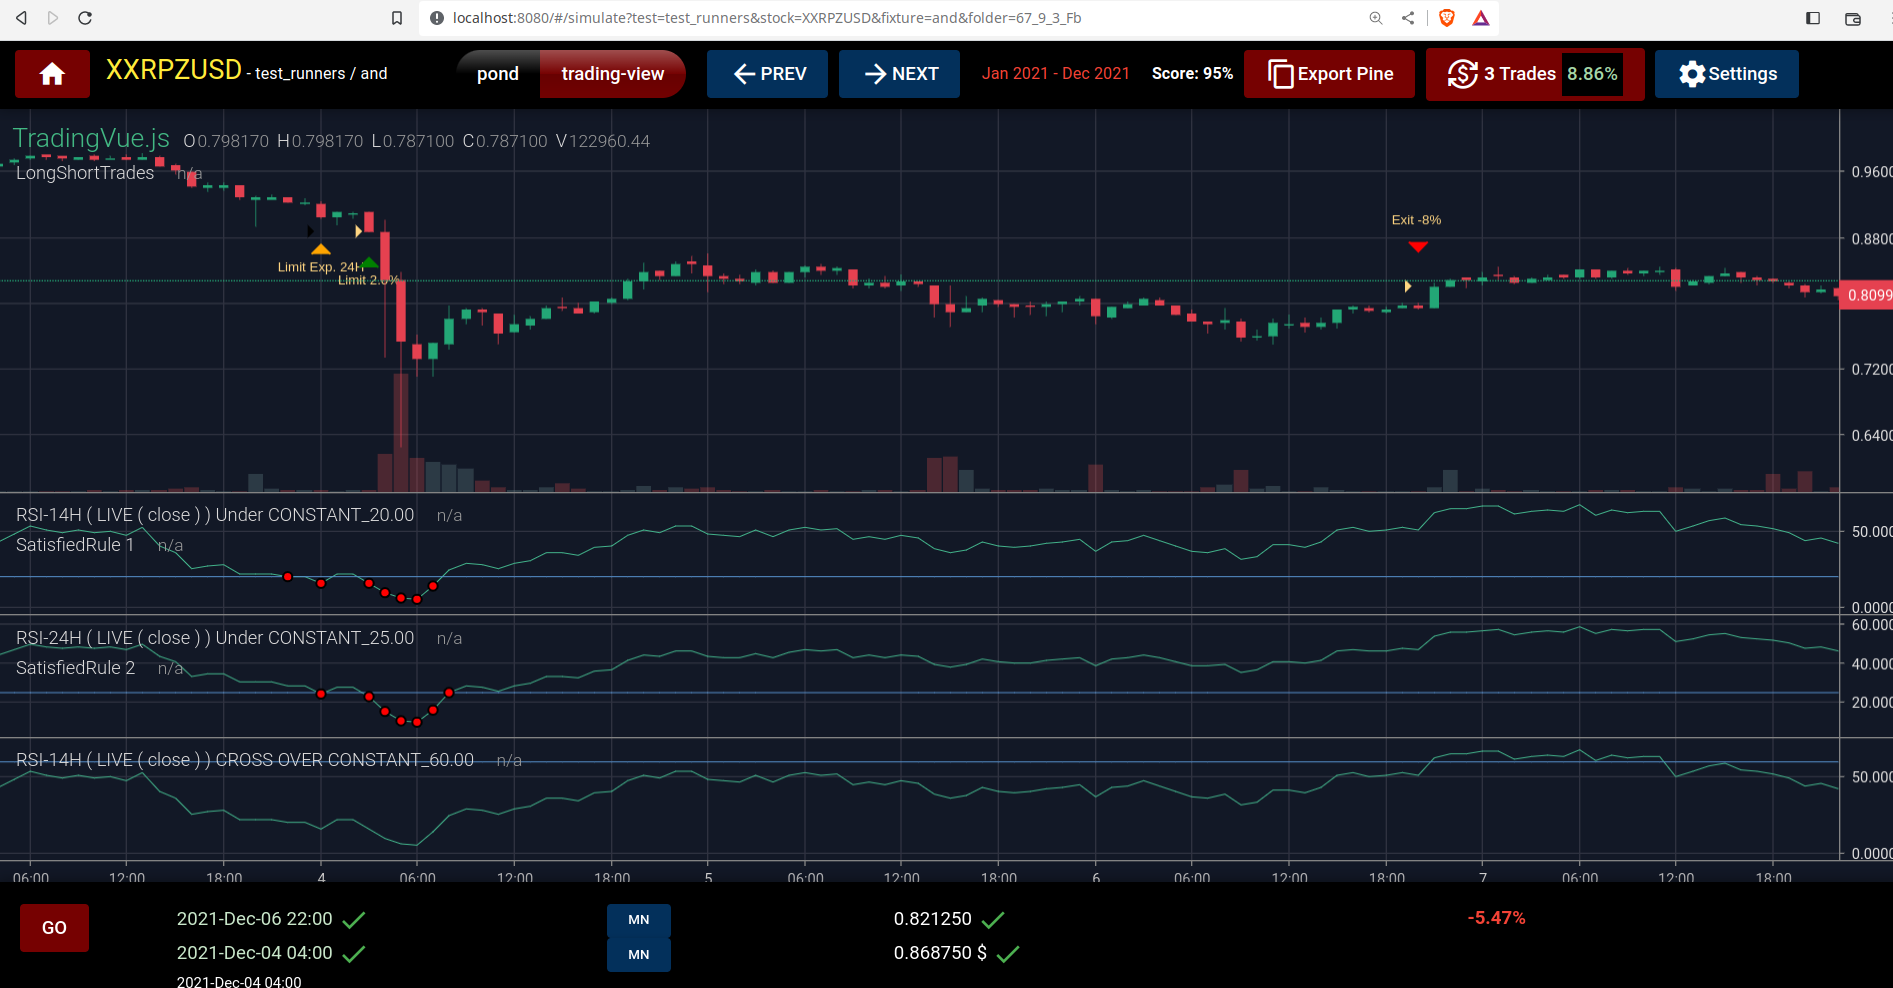 localhost:8080/#/simulate?test=test_runners&stock=XXRPZUSD&fixture=and&folder=67_9_3_Fb
XXRPZUSD - test_runners / and
pond trading-view
PREV NEXT
Jan 2021 - Dec 2021 Score: 95%
Export Pine
3 Trades 8.86%
Settings
TradingVue.js O0.798170 H0.798170 L0.787100 C0.787100 V122960.44
LongShortTrades n/a
0.9600
Exit -8%
0.8800
Limit Exp. 24H
Limit 2.0%
0.8099
0.7200
0.6400
RSI-14H ( LIVE ( close ) ) Under CONSTANT_20.00 n/a
50.000
SatisfiedRule 1 n/a
0.0000
RSI-24H ( LIVE ( close ) ) Under CONSTANT_25.00 n/a
60.000
SatisfiedRule 2 n/a
40.000
20.000
RSI-14H ( LIVE ( close ) ) CROSS OVER CONSTANT_60.00 n/a
50.000
0.0000
06:00 12:00 18:00 4 06:00 12:00 18:00 5 06:00 12:00 18:00 6 06:00 12:00 18:00 7 06:00 12:00 18:00
GO
2021-Dec-06 22:00 MN 0.821250 -5.47%
2021-Dec-04 04:00 MN 0.868750 $
2021-Dec-04 04:00